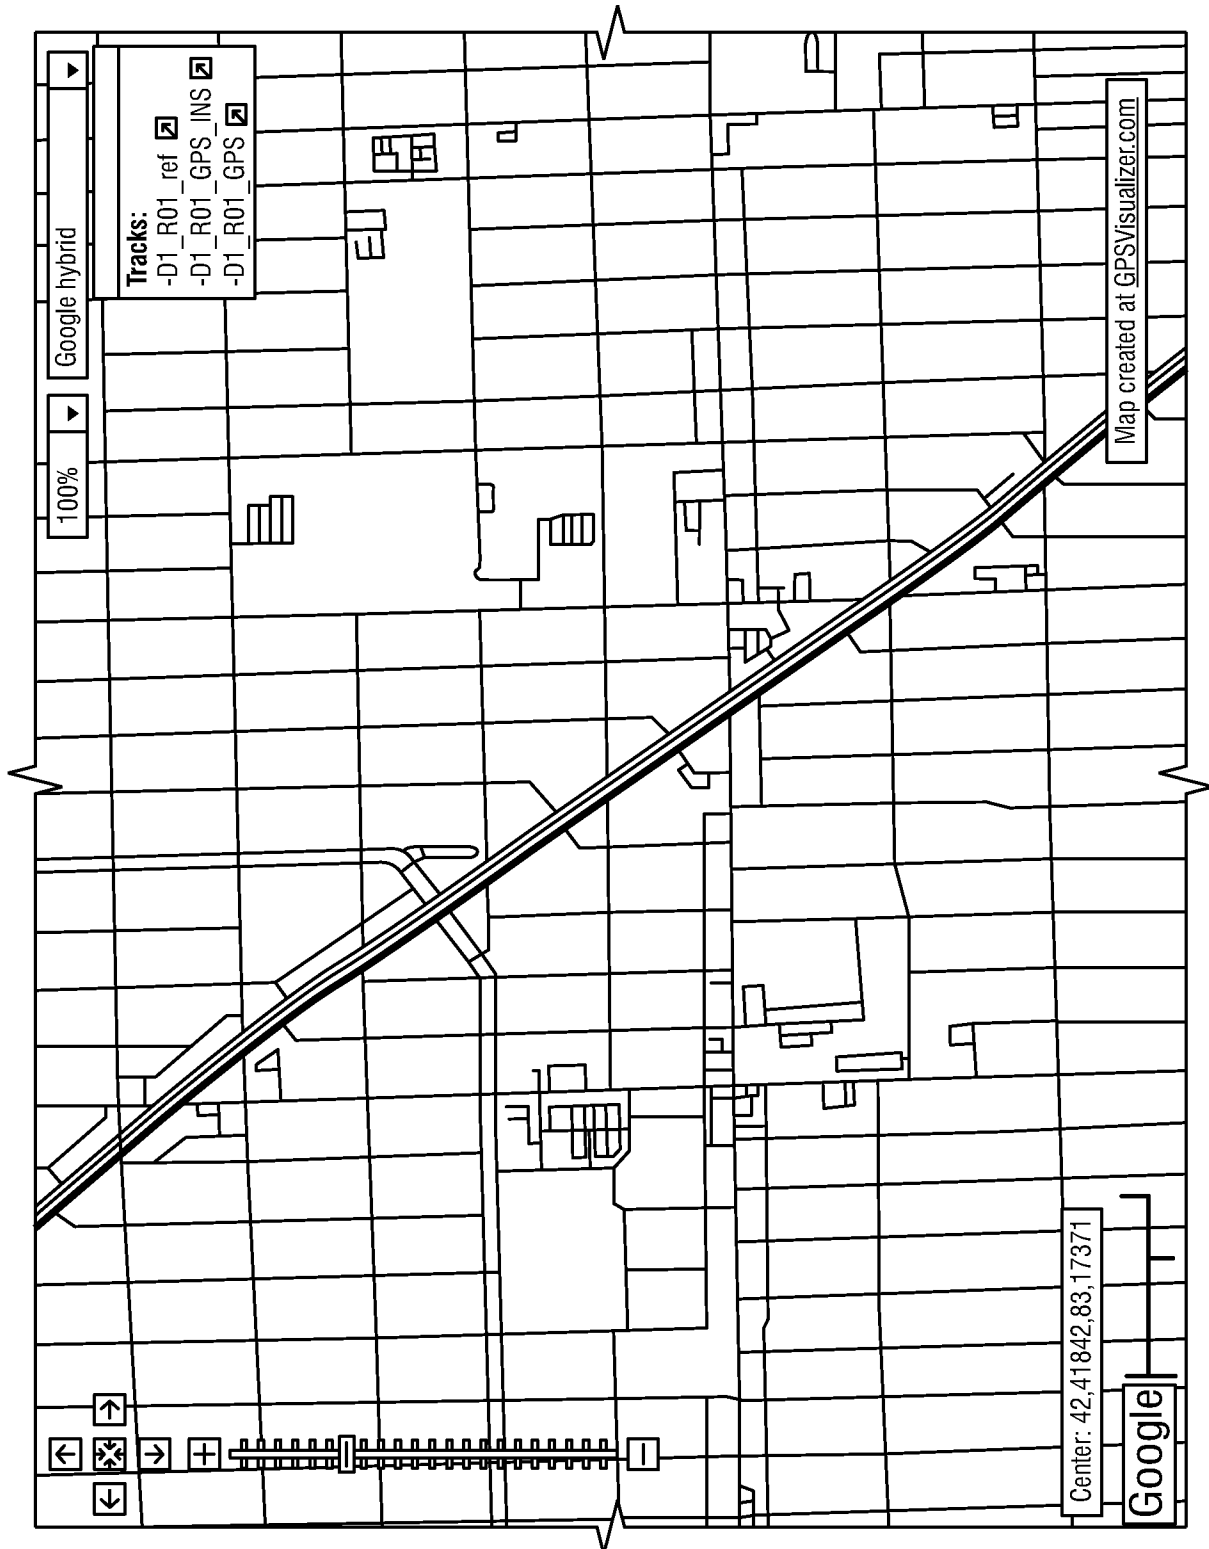 100%
Google hybrid
Tracks:
-D1_R01_ref
-D1_R01_GPS_INS
-D1_R01_GPS
Center: 42,41842,83,17371
Google
Map created at GPSVisualizer.com